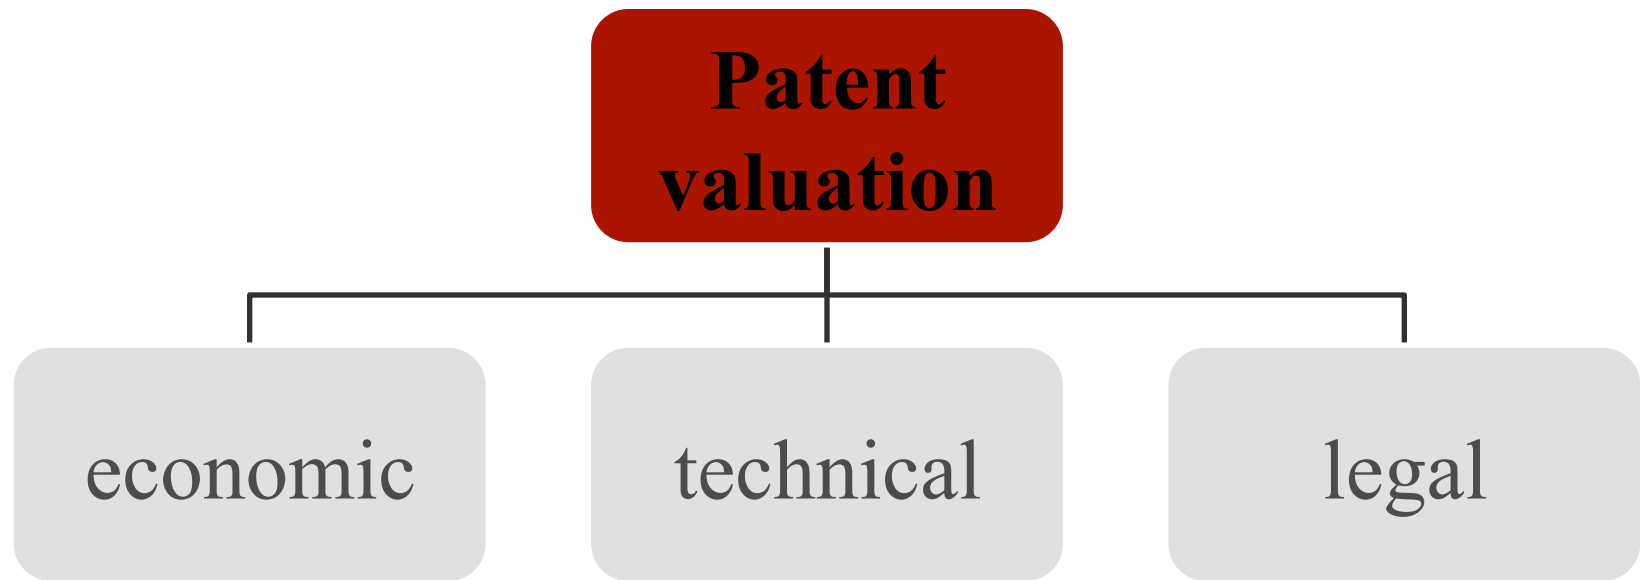 Patent
valuation
economic
technical
legal